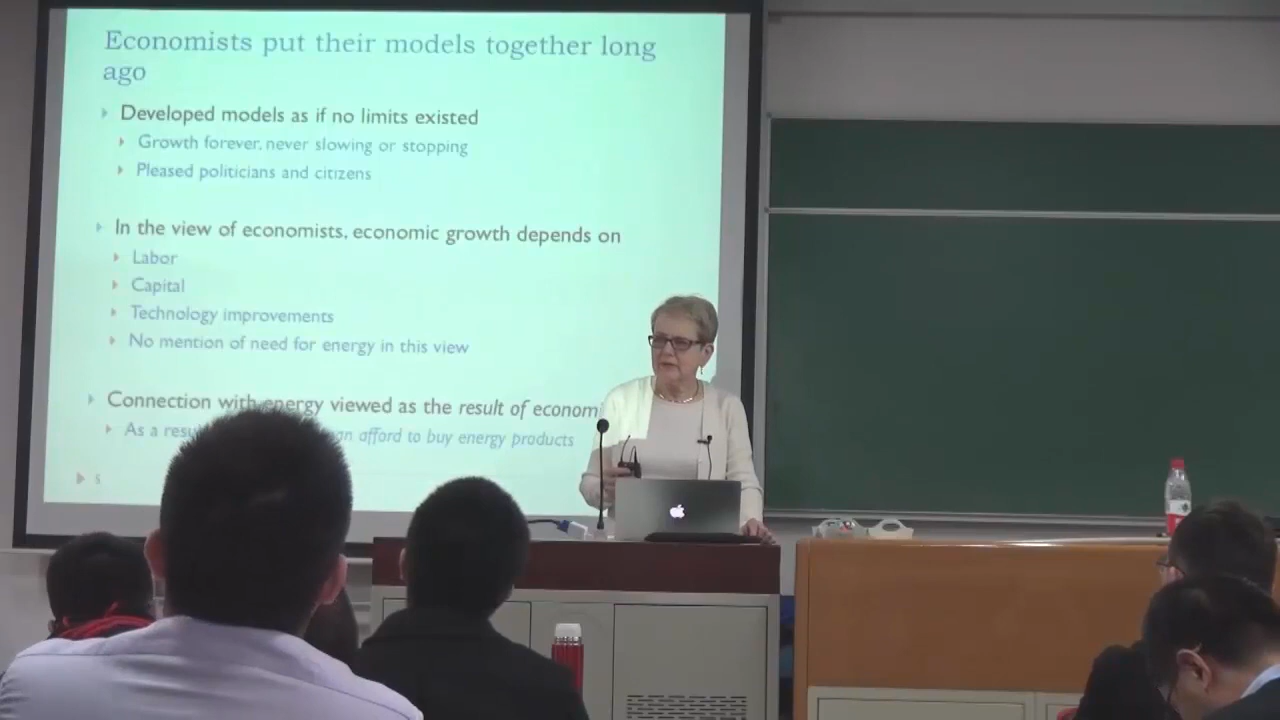 Economists put their models together long
ago
Developed models as if no limits existed
Growth forever, never slowing or stopping
Pleased politicians and citizens
In the view of economists, economic growth depends on
Labor
Capital
Technology improvements
No mention of need for energy in this view
Connection with energy viewed as the result of econom
As a resu an afford to buy energy products
5